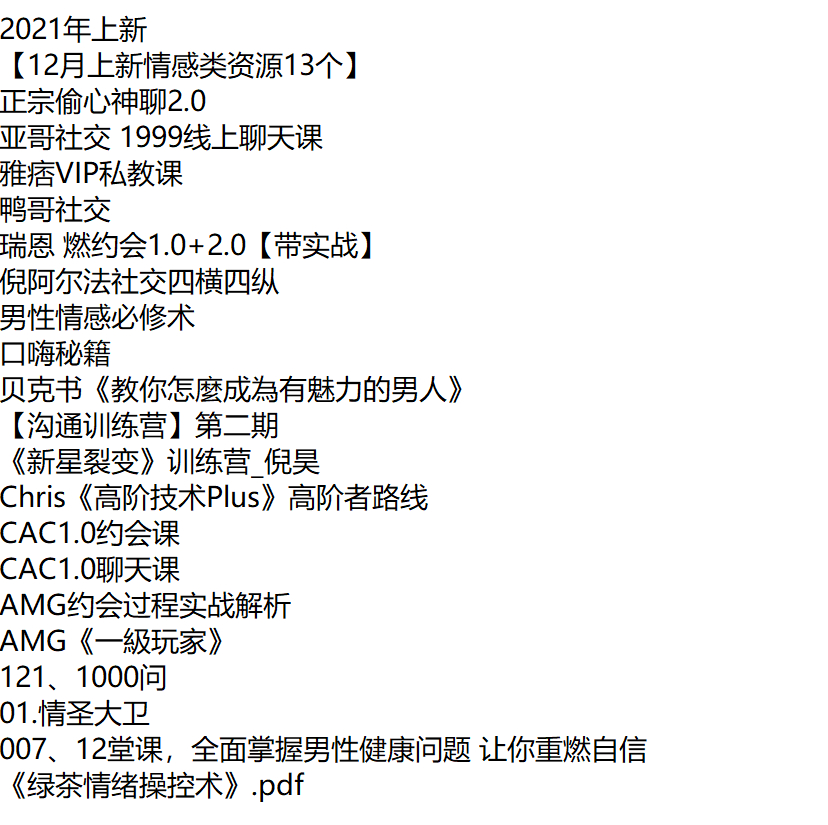 2021年上新
【12月上新情感类资源13个】
正宗偷心神聊2.0
亚哥社交 1999线上聊天课
雅痞VIP私教课
鸭哥社交
瑞恩 燃约会1.0+2.0【带实战】
倪阿尔法社交四横四纵
男性情感必修术
口嗨秘籍
贝克书《教你怎麼成為有魅力的男人》
【沟通训练营】第二期
《新星裂变》训练营_倪昊
Chris《高阶技术Plus》高阶者路线
CAC1.0约会课
CAC1.0聊天课
AMG约会过程实战解析
AMG《一級玩家》
121、1000问
01.情圣大卫
007、12堂课，全面掌握男性健康问题 让你重燃自信
《绿茶情绪操控术》.pdf